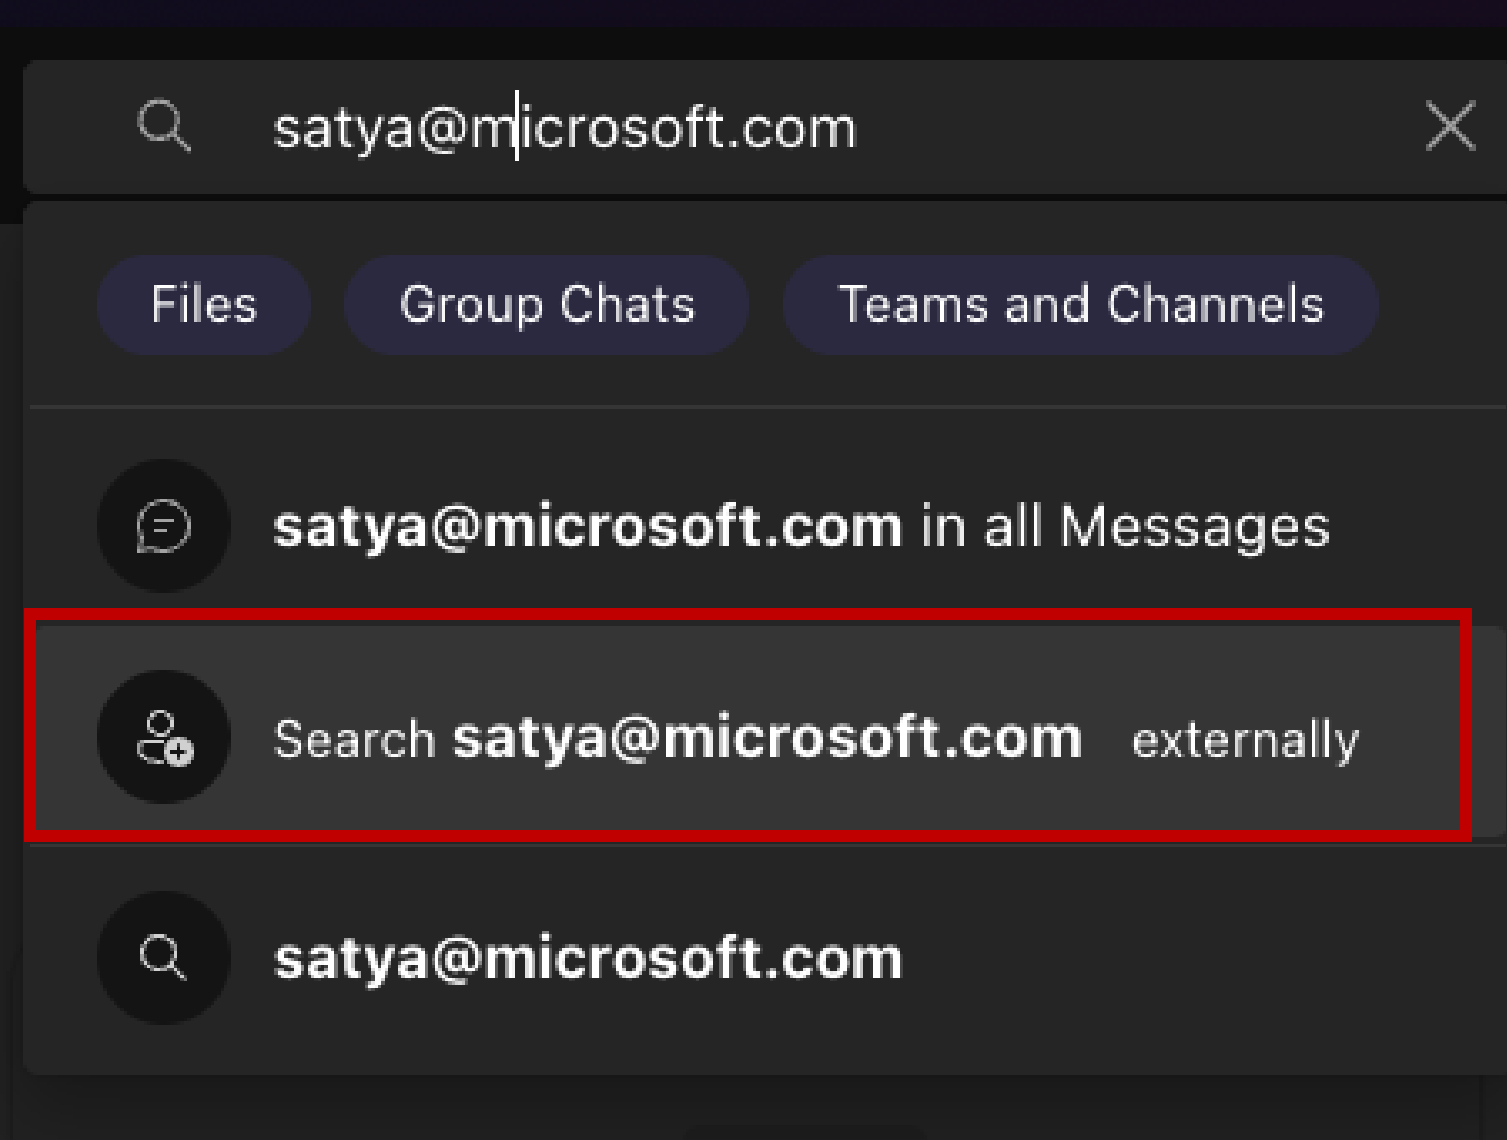 satya@microsoft.com
Files Group Chats Teams and Channels
satya@microsoft.com in all Messages
Search satya@microsoft.com externally
satya@microsoft.com